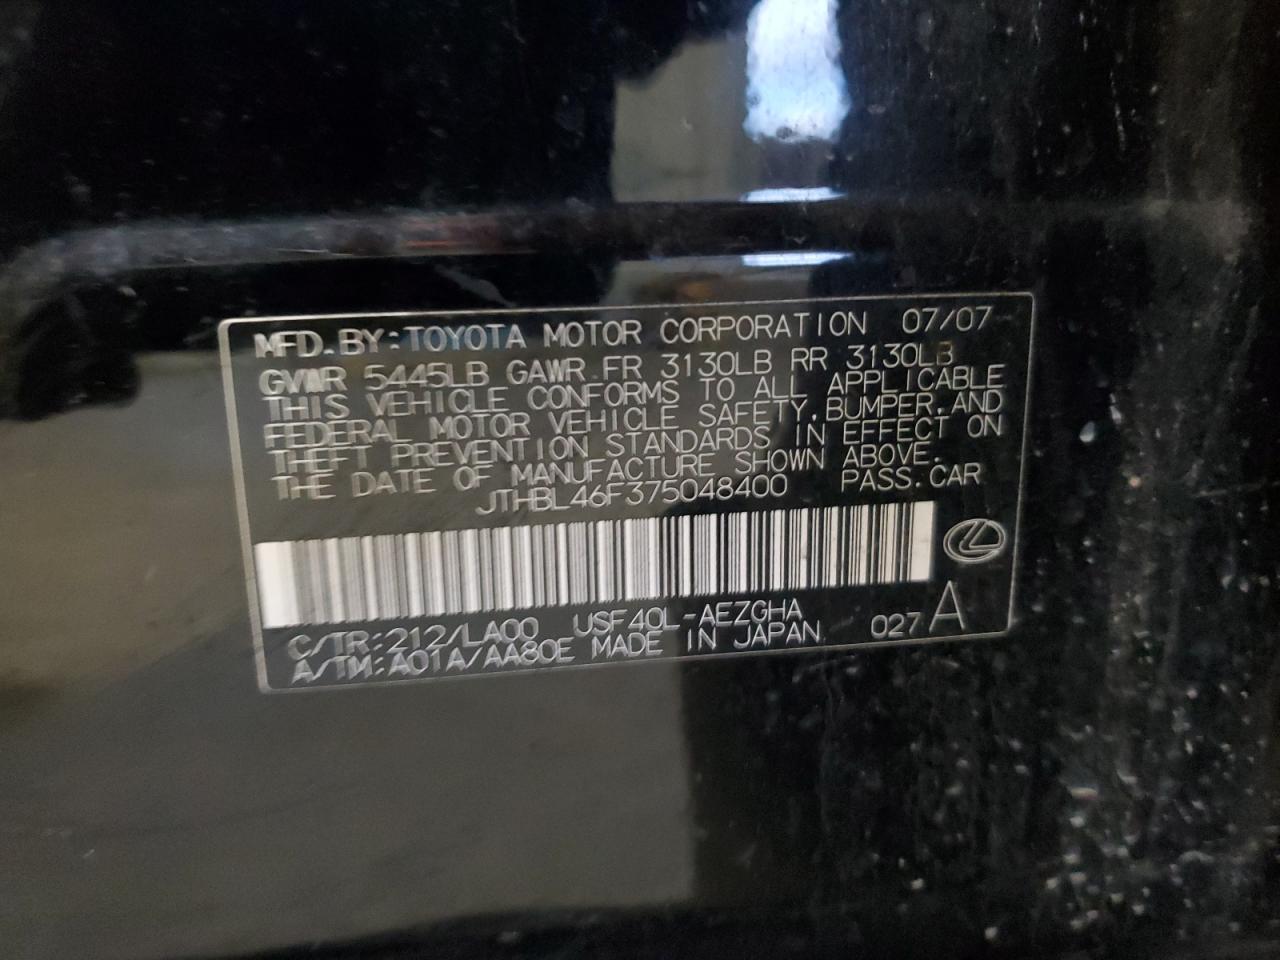 MFD.BY:TOYOTA MOTOR CORPORATION 07/07
GVWR 5445LB GAWR FR 3130LB RR 3130LB
THIS VEHICLE CONFORMS TO ALL APPLICABLE
FEDERAL MOTOR VEHICLE SAFETY, BUMPER, AND
THEFT PREVENTION STANDARDS IN EFFECT ON
THE DATE OF MANUFACTURE SHOWN ABOVE.
JTHBL46F375048400 PASS.CAR
C/TR:212/LA00 USF40L-AEZGHA
A/TM:A01A/AA80E MADE IN JAPAN 027 A